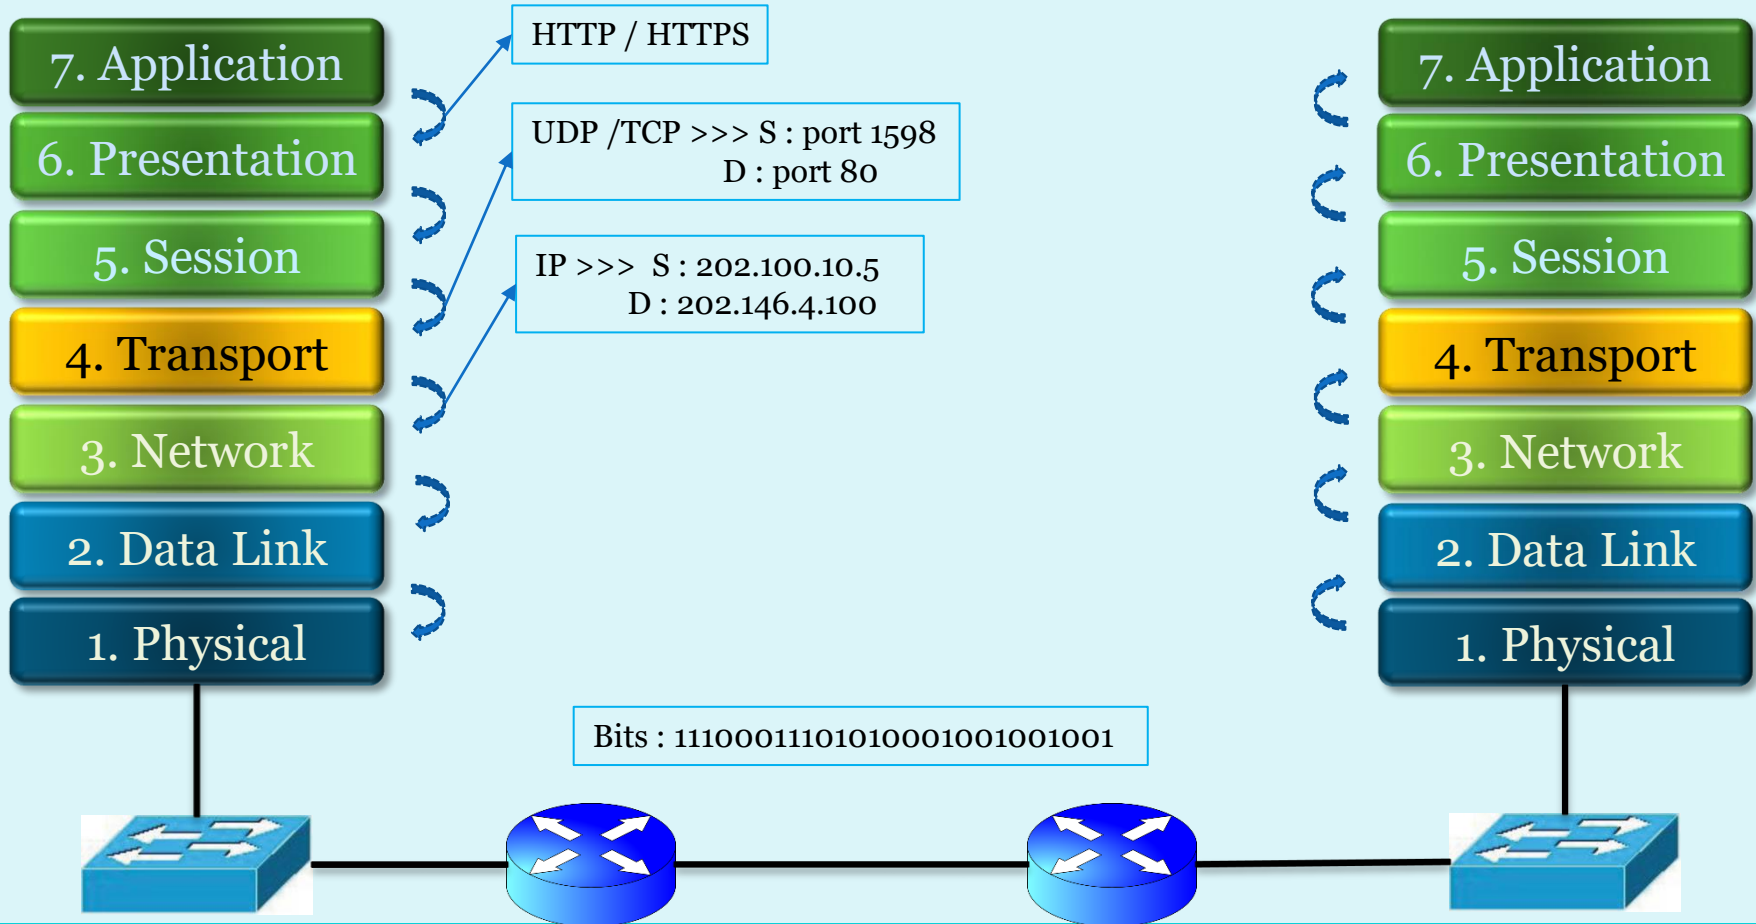 7. Application
6. Presentation
5. Session
4. Transport
3. Network
2. Data Link
1. Physical
HTTP / HTTPS
UDP /TCP >>> S : port 1598
D : port 80
IP >>> S : 202.100.10.5
D : 202.146.4.100
Bits : 11100011101010001001001001
7. Application
6. Presentation
5. Session
4. Transport
3. Network
2. Data Link
1. Physical